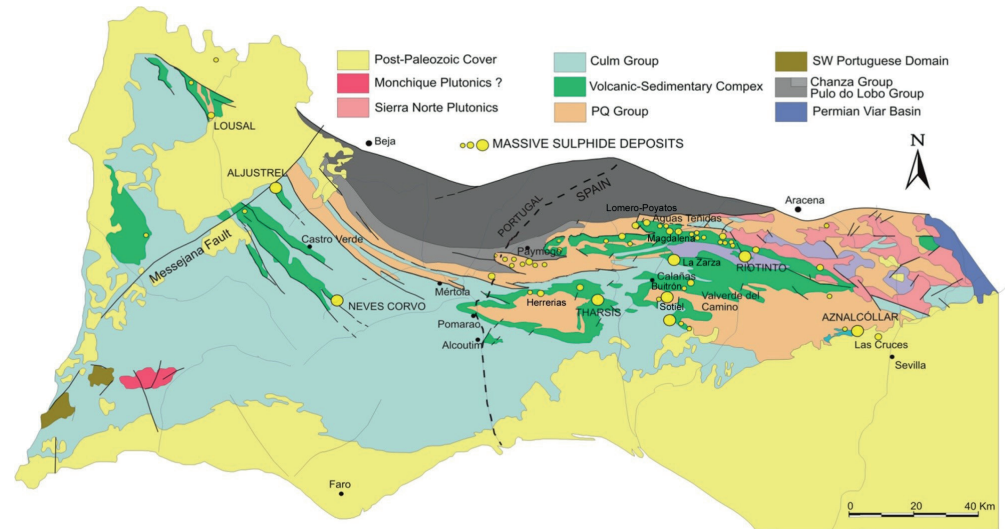 Post-Paleozoic Cover
Monchique Plutonics ?
Sierra Norte Plutonics
Culm Group
Volcanic-Sedimentary Compex
PQ Group
SW Portuguese Domain
Chanza Group
Pulo do Lobo Group
Permian Viar Basin
MASSIVE SULPHIDE DEPOSITS
N
LOUSAL
Beja
ALJUSTREL
PORTUGAL
SPAIN
Aracena
Lomero-Poyatos
Aguas Teñidas
Magdalena
Castro Verde
Paymogu
Messejana Fault
La Zarza
RIOTINTO
Calañas
Buitrón
Mértola
Herrerias
NEVES CORVO
THARSIS
Sotiel
Valverde del
Camino
Pomarao
AZNALCÓLLAR
Alcoutim
Las Cruces
Sevilla
Faro
0 20 40 Km